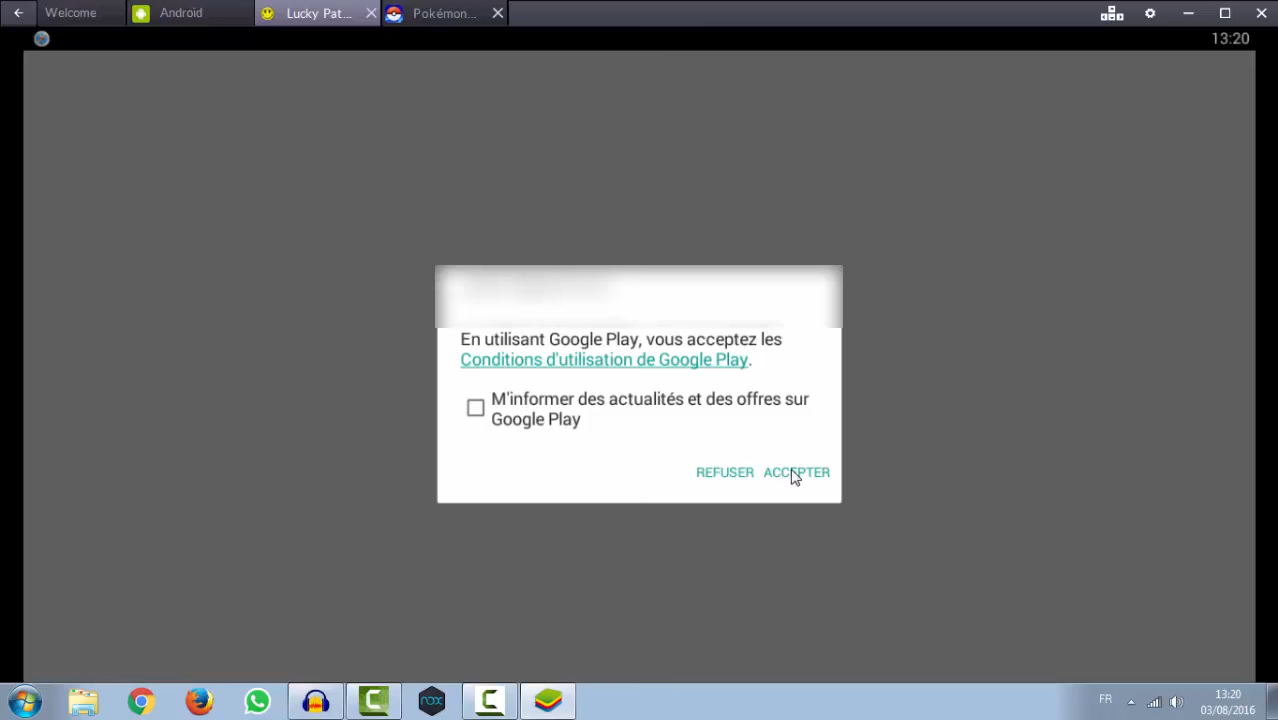 Welcome
Android
Lucky Pat...
Pokémon...
13:20
En utilisant Google Play, vous acceptez les
Conditions d'utilisation de Google Play.
M'informer des actualités et des offres sur
Google Play
REFUSER ACCEPTER
nox
FR
13:20
03/08/2016